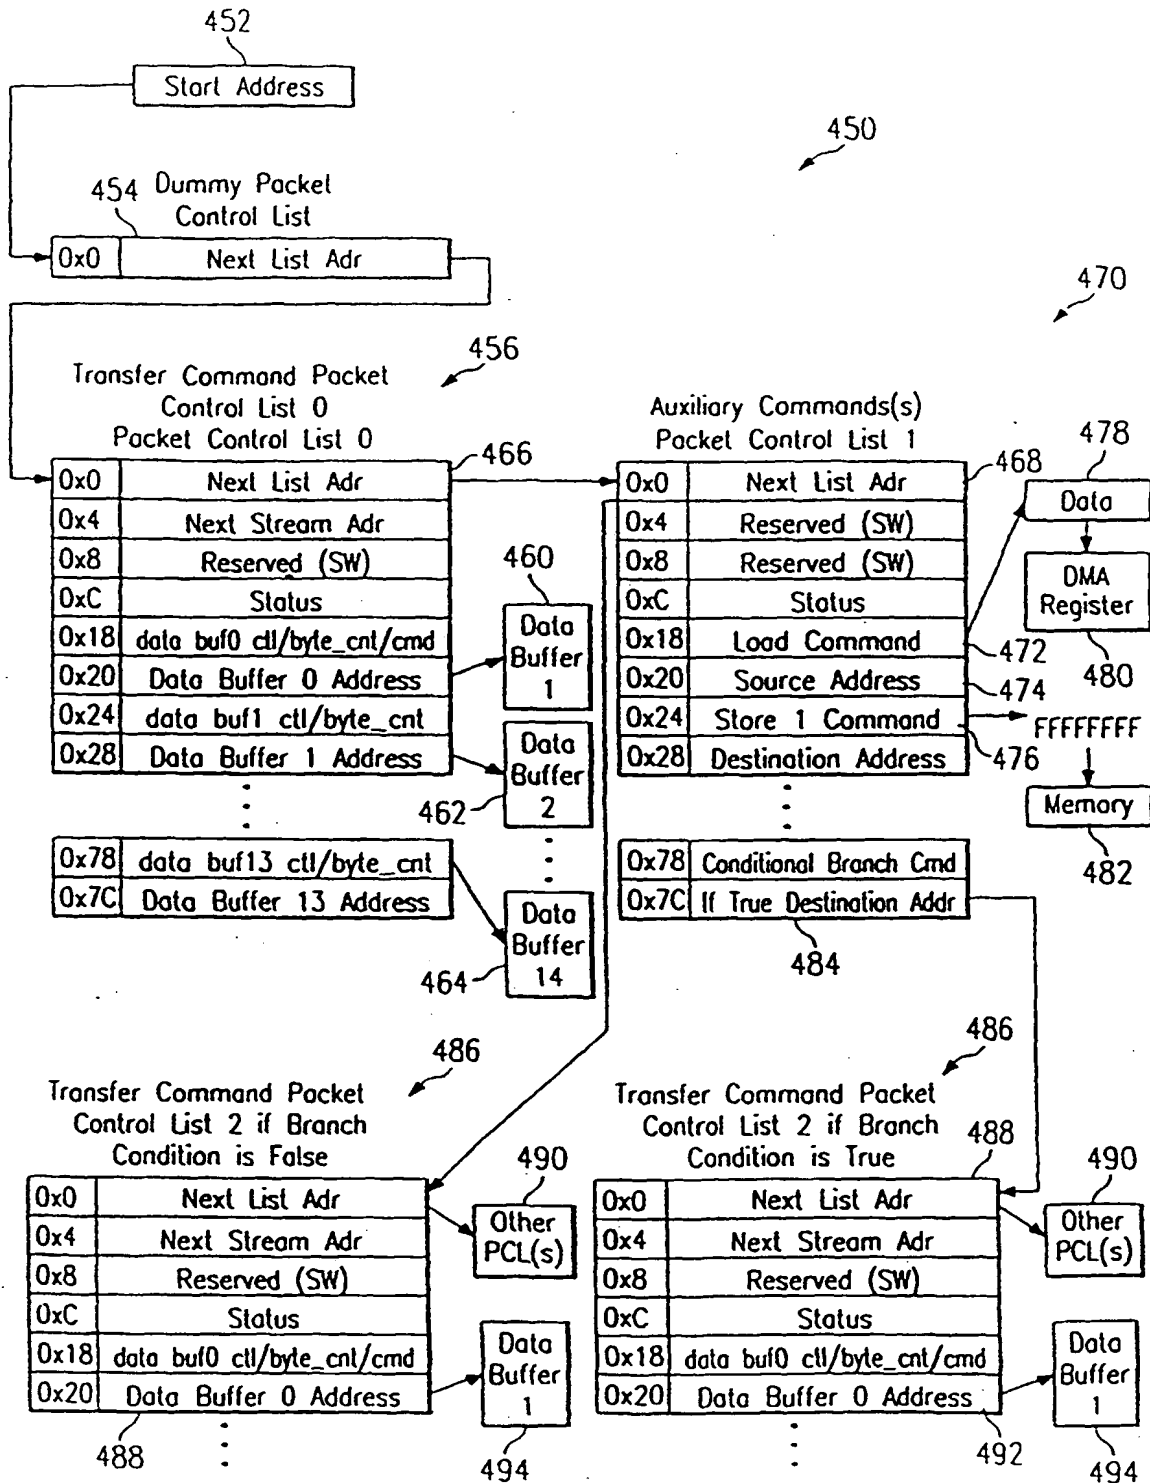 452
Start Address
450
454 Dummy Packet
Control List
0x0 Next List Adr
470
456
Transfer Command Packet
Control List 0
Packet Control List 0
466
0x0 Next List Adr
0x4 Next Stream Adr
0x8 Reserved (SW)
0xC Status
0x18 data buf0 ctl/byte_cnt/cmd
0x20 Data Buffer 0 Address
0x24 data buf1 ctl/byte_cnt
0x28 Data Buffer 1 Address
0x78 data buf13 ctl/byte_cnt
0x7C Data Buffer 13 Address
460
Data
Buffer
1
Data
Buffer
2
462
Data
Buffer
14
464
Auxiliary Commands(s)
Packet Control List 1
468
0x0 Next List Adr
0x4 Reserved (SW)
0x8 Reserved (SW)
0xC Status
0x18 Load Command
0x20 Source Address
0x24 Store 1 Command
0x28 Destination Address
0x78 Conditional Branch Cmd
0x7C If True Destination Addr
484
478
Data
DMA
Register
472
480
474
FFFFFFFF
476
Memory
482
486
Transfer Command Packet
Control List 2 if Branch
Condition is False
0x0 Next List Adr
0x4 Next Stream Adr
0x8 Reserved (SW)
0xC Status
0x18 data buf0 ctl/byte_cnt/cmd
0x20 Data Buffer 0 Address
488
490
Other
PCL(s)
Data
Buffer
1
494
486
Transfer Command Packet
Control List 2 if Branch
Condition is True
488
0x0 Next List Adr
0x4 Next Stream Adr
0x8 Reserved (SW)
0xC Status
0x18 data buf0 ctl/byte_cnt/cmd
0x20 Data Buffer 0 Address
492
490
Other
PCL(s)
Data
Buffer
1
494